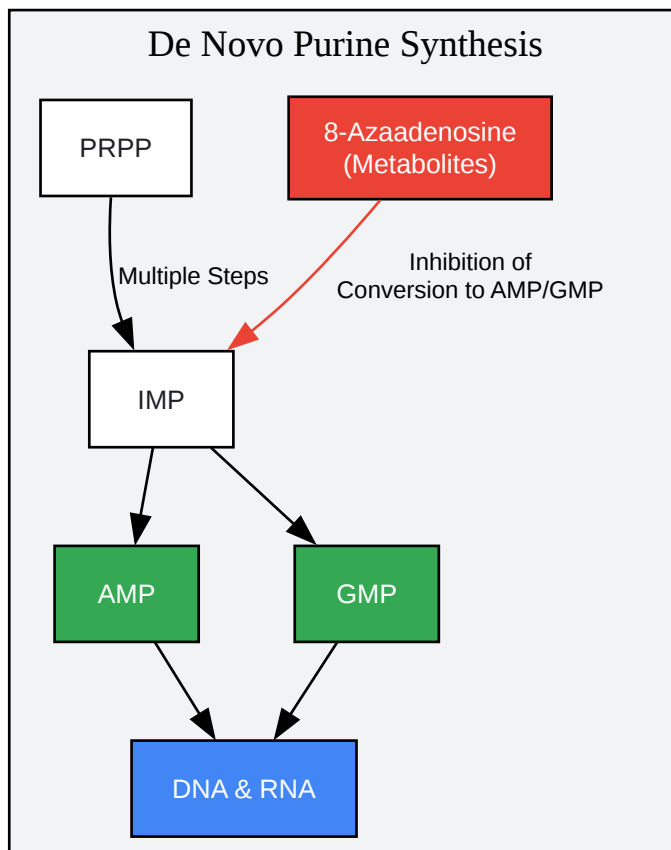 De Novo Purine Synthesis
PRPP
8-Azaadenosine
(Metabolites)
Multiple Steps
Inhibition of
Conversion to AMP/GMP
IMP
AMP
GMP
DNA & RNA